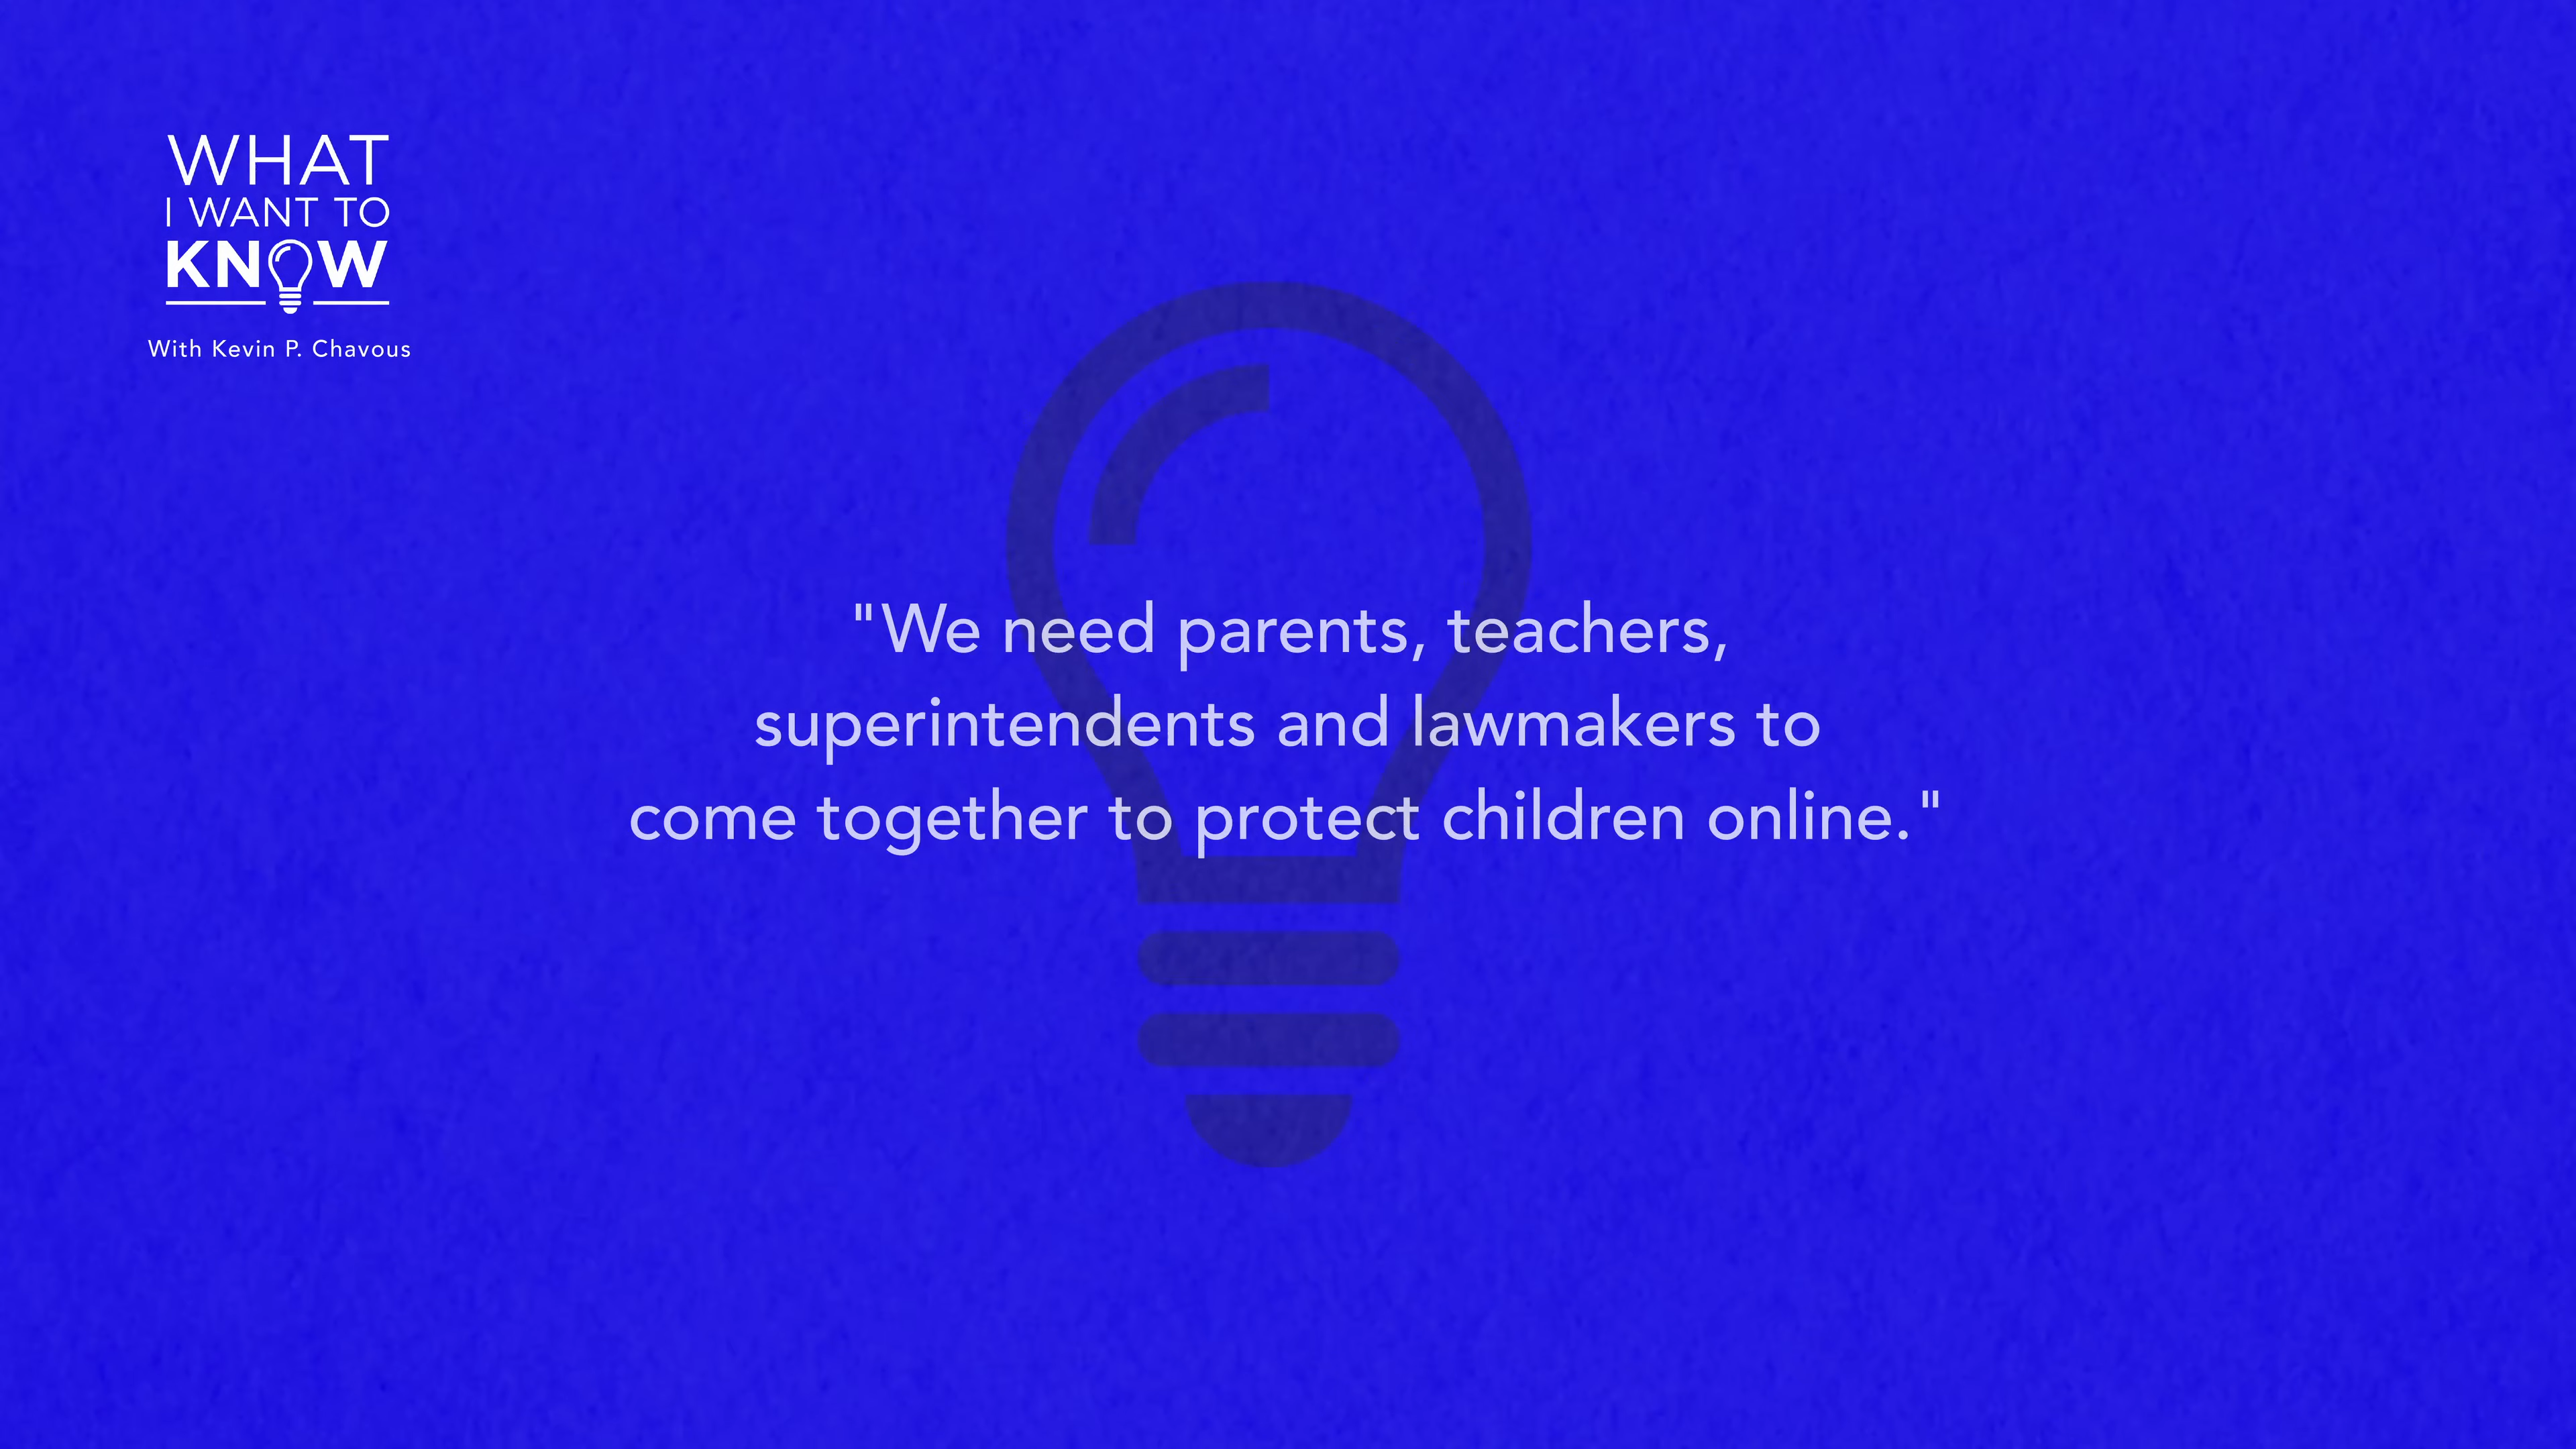 WHAT
I WANT TO
KNOW
With Kevin P. Chavous
"We need parents, teachers,
superintendents and lawmakers to
come together to protect children online."